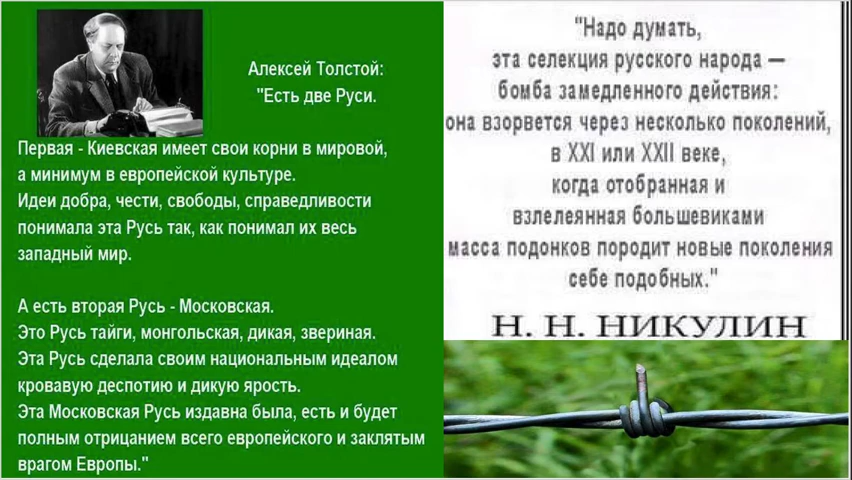 Алексей Толстой:
"Есть две Руси.
Первая - Киевская имеет свои корни в мировой,
а минимум в европейской культуре.
Идеи добра, чести, свободы, справедливости
понимала эта Русь так, как понимал их весь
западный мир.
А есть вторая Русь - Московская.
Это Русь тайги, монгольская, дикая, звериная.
Эта Русь сделала своим национальным идеалом
кровавую деспотию и дикую ярость.
Эта Московская Русь издавна была, есть и будет
полным отрицанием всего европейского и заклятым
врагом Европы."
"Надо думать,
эта селекция русского народа —
бомба замедленного действия:
она взорвется через несколько поколений,
в XXI или XXII веке,
когда отобранная и
взлелеянная большевиками
масса подонков породит новые поколения
себе подобных."
Н. Н. НИКУЛИН